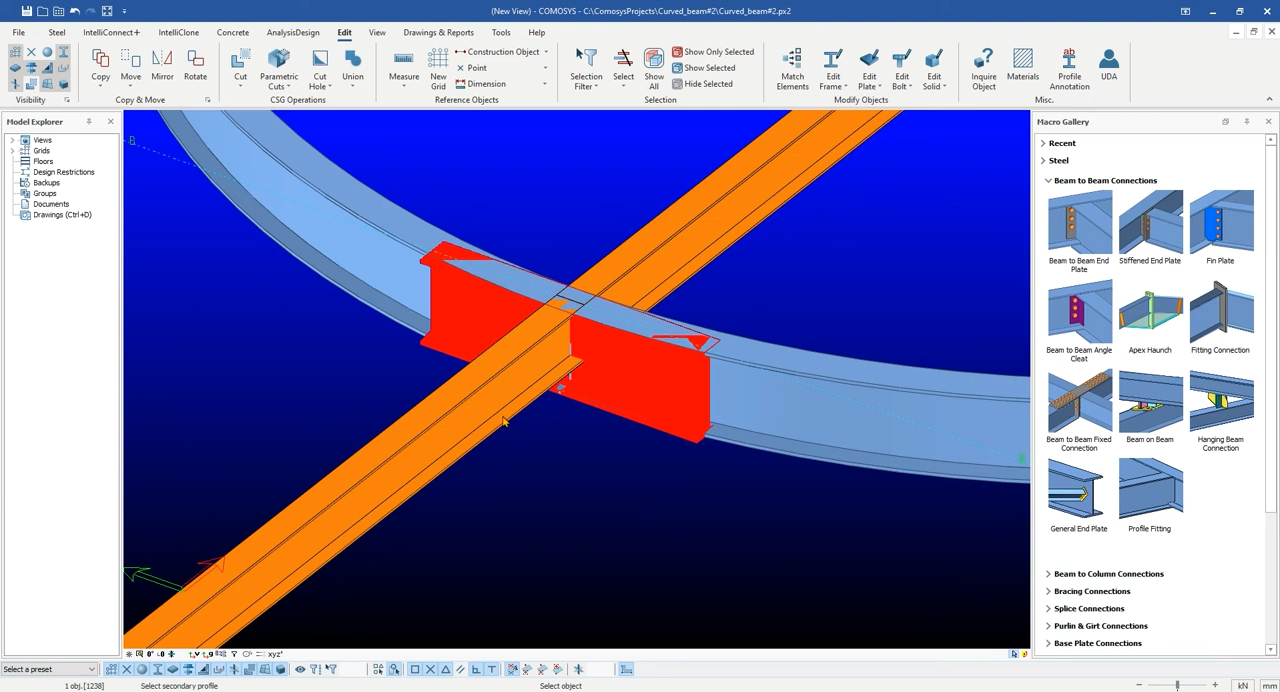 (New View) - COMOSYS - C:\ComosysProjects\Curved_beam#2\Curved_beam#2.px2
File Steel IntelliConnect+ IntelliClone Concrete AnalysisDesign Edit View Drawings & Reports Tools Help
Visibility
Copy Move Mirror Rotate
Copy & Move
Cut Parametric Cuts Cut Hole Union
CSG Operations
Measure New Grid Construction Object Point Dimension
Reference Objects
Selection Filter Select Show All Show Only Selected Show Selected Hide Selected
Selection
Match Elements Edit Frame Edit Plate Edit Bolt Edit Solid
Modify Objects
Inquire Object Materials Profile Annotation UDA
Misc.
Model Explorer
Views
Grids
Floors
Design Restrictions
Backups
Groups
Documents
Drawings (Ctrl+D)
B
Macro Gallery
Recent
Steel
Beam to Beam Connections
Beam to Beam End Plate
Stiffened End Plate
Fin Plate
Beam to Beam Angle Cleat
Apex Haunch
Fitting Connection
Beam to Beam Fixed Connection
Beam on Beam
Hanging Beam Connection
General End Plate
Profile Fitting
Beam to Column Connections
Bracing Connections
Splice Connections
Purlin & Girt Connections
Base Plate Connections
xyz*
Select a preset
1 obj.[1238] Select secondary profile Select object kN mm